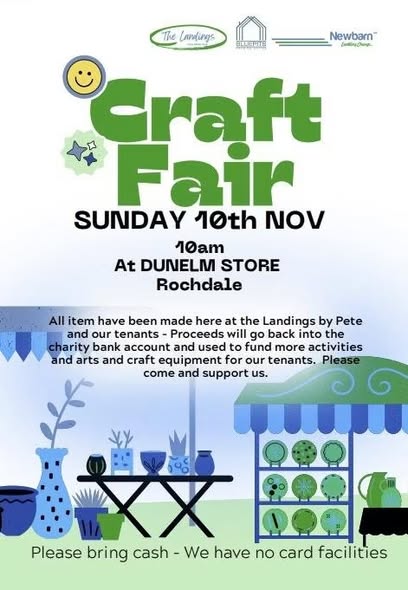 The Landings
BLUEPITS
Newbarn
Craft
Fair
SUNDAY 10th NOV
10am
At DUNELM STORE
Rochdale
All item have been made here at the Landings by Pete
and our tenants - Proceeds will go back into the
charity bank account and used to fund more activities
and arts and craft equipment for our tenants. Please
come and support us.
Please bring cash - We have no card facilities